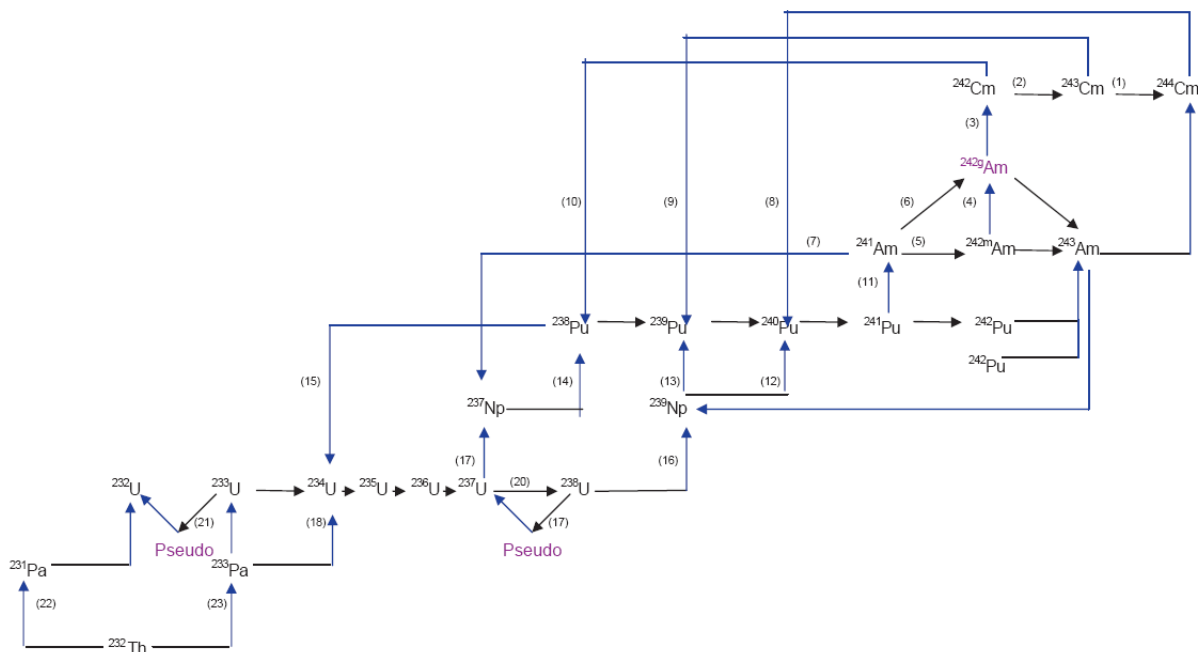 ²⁴²Cm (2) ²⁴³Cm (1) ²⁴⁴Cm
(3)
²⁴²ᵍAm
(10) (9) (8) (6) (4)
(7) ²⁴¹Am (5) ²⁴²ᵐAm ²⁴³Am
(11)
²³⁸Pu ²³⁹Pu ²⁴⁰Pu ²⁴¹Pu ²⁴²Pu
²⁴²Pu
(15) (14) (13) (12)
²³⁷Np ²³⁹Np
(17) (16)
²³²U ²³³U ²³⁴U ²³⁵U ²³⁶U ²³⁷U (20) ²³⁸U
(21) (18) (17)
Pseudo Pseudo
²³¹Pa ²³³Pa
(22) (23)
²³²Th